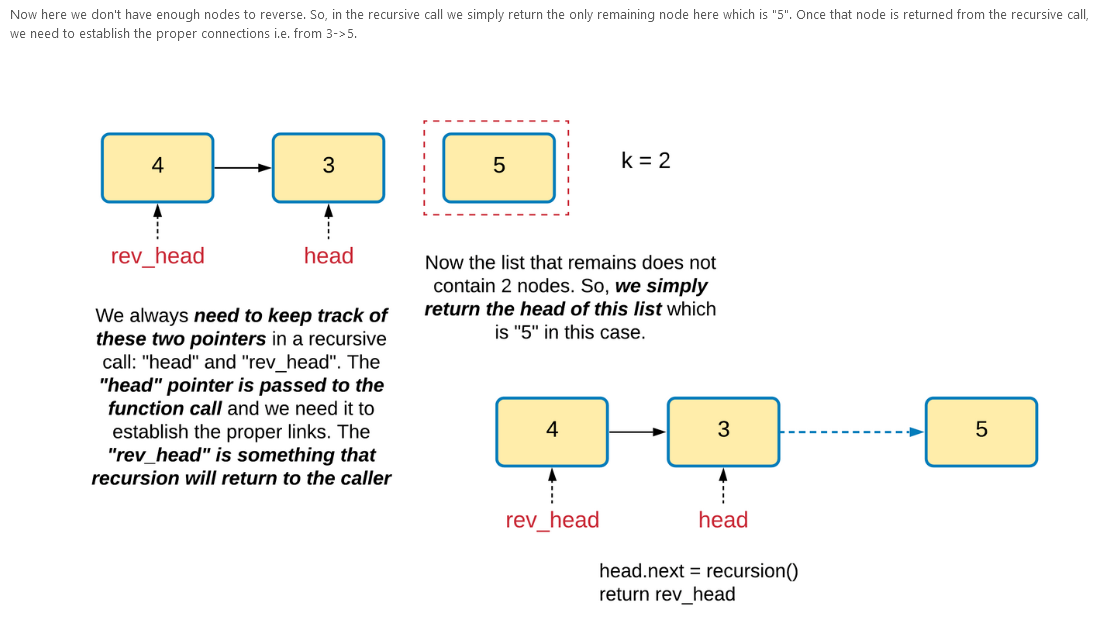 Now here we don't have enough nodes to reverse. So, in the recursive call we simply return the only remaining node here which is "5". Once that node is returned from the recursive call,
we need to establish the proper connections i.e. from 3->5.
4
3
5
k = 2
rev_head
head
Now the list that remains does not
contain 2 nodes. So, we simply
return the head of this list which
is "5" in this case.
We always need to keep track of
these two pointers in a recursive
call: "head" and "rev_head". The
"head" pointer is passed to the
function call and we need it to
establish the proper links. The
"rev_head" is something that
recursion will return to the caller
4
3
5
rev_head
head
head.next = recursion()
return rev_head